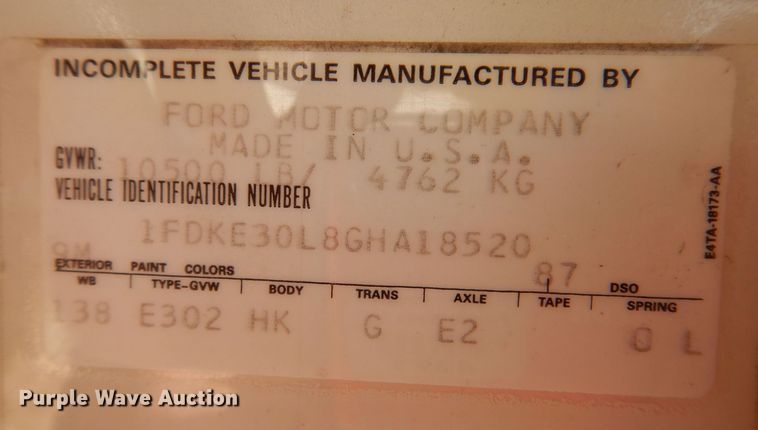 INCOMPLETE VEHICLE MANUFACTURED BY
FORD MOTOR COMPANY
MADE IN U.S.A.
GVWR: 10500 LB/ 4762 KG
VEHICLE IDENTIFICATION NUMBER
1FDKE30L8GHA18520
9M 87
EXTERIOR PAINT COLORS DSO
WB TYPE-GVW BODY TRANS AXLE TAPE SPRING
138 E302 HK G E2 0 L
E4TA-18173-AA
Purple Wave Auction